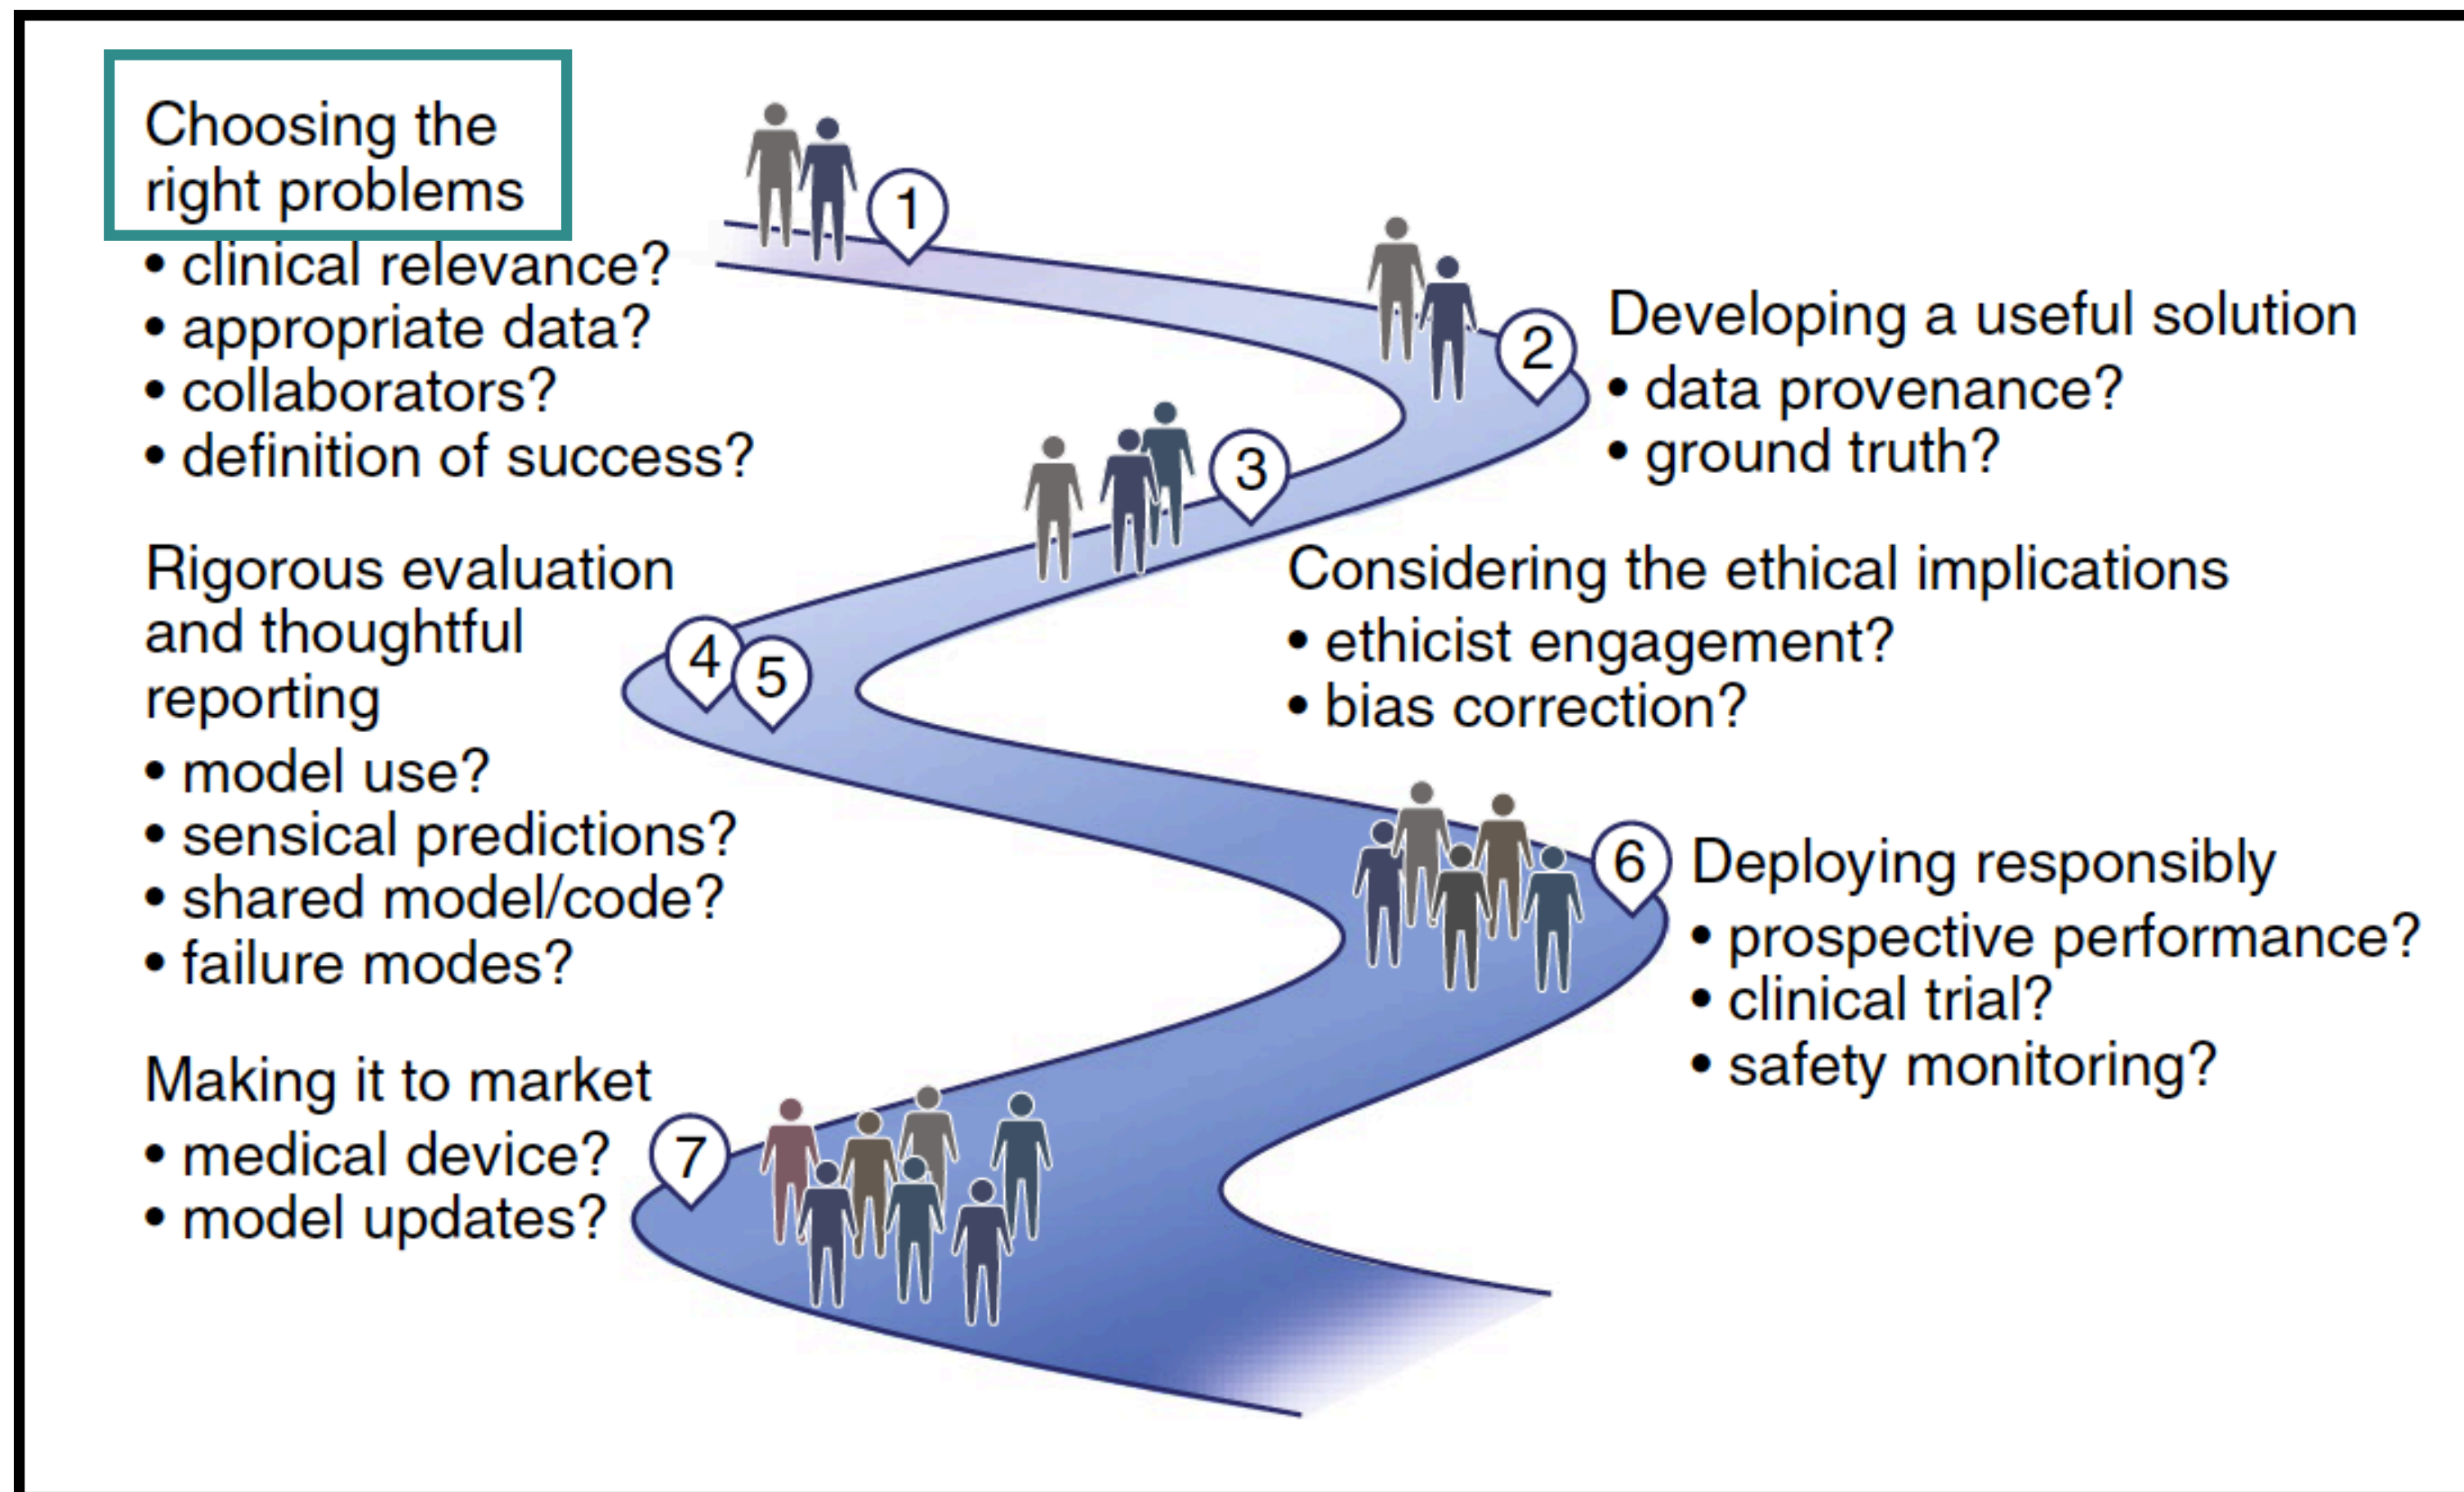 Choosing the
right problems
• clinical relevance?
• appropriate data?
• collaborators?
• definition of success?
1
2
Developing a useful solution
• data provenance?
• ground truth?
3
Considering the ethical implications
• ethicist engagement?
• bias correction?
Rigorous evaluation
and thoughtful
reporting
• model use?
• sensical predictions?
• shared model/code?
• failure modes?
4
5
6
Deploying responsibly
• prospective performance?
• clinical trial?
• safety monitoring?
Making it to market
• medical device?
• model updates?
7